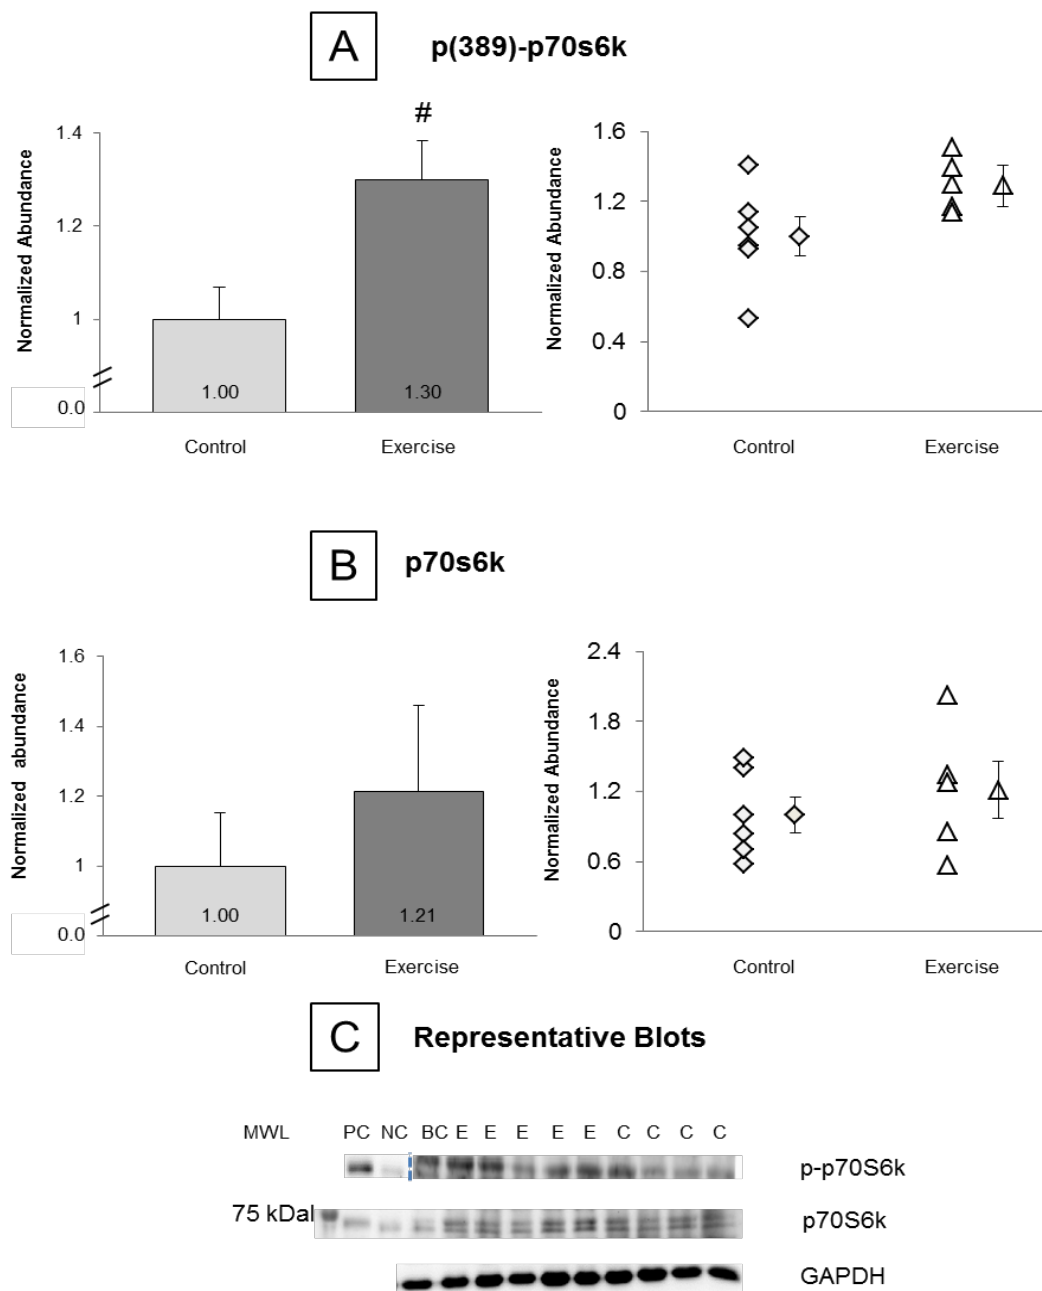 A p(389)-p70s6k
#
Normalized Abundance
1.4
1.2
1
0.0
1.00
1.30
Control Exercise
Normalized Abundance
1.6
1.2
0.8
0.4
0
Control Exercise
B p70s6k
Normalized abundance
1.6
1.4
1.2
1
0.0
1.00
1.21
Control Exercise
Normalized Abundance
2.4
1.8
1.2
0.6
0
Control Exercise
C Representative Blots
MWL PC NC BC E E E E E C C C C
p-p70S6k
75 kDal
p70S6k
GAPDH